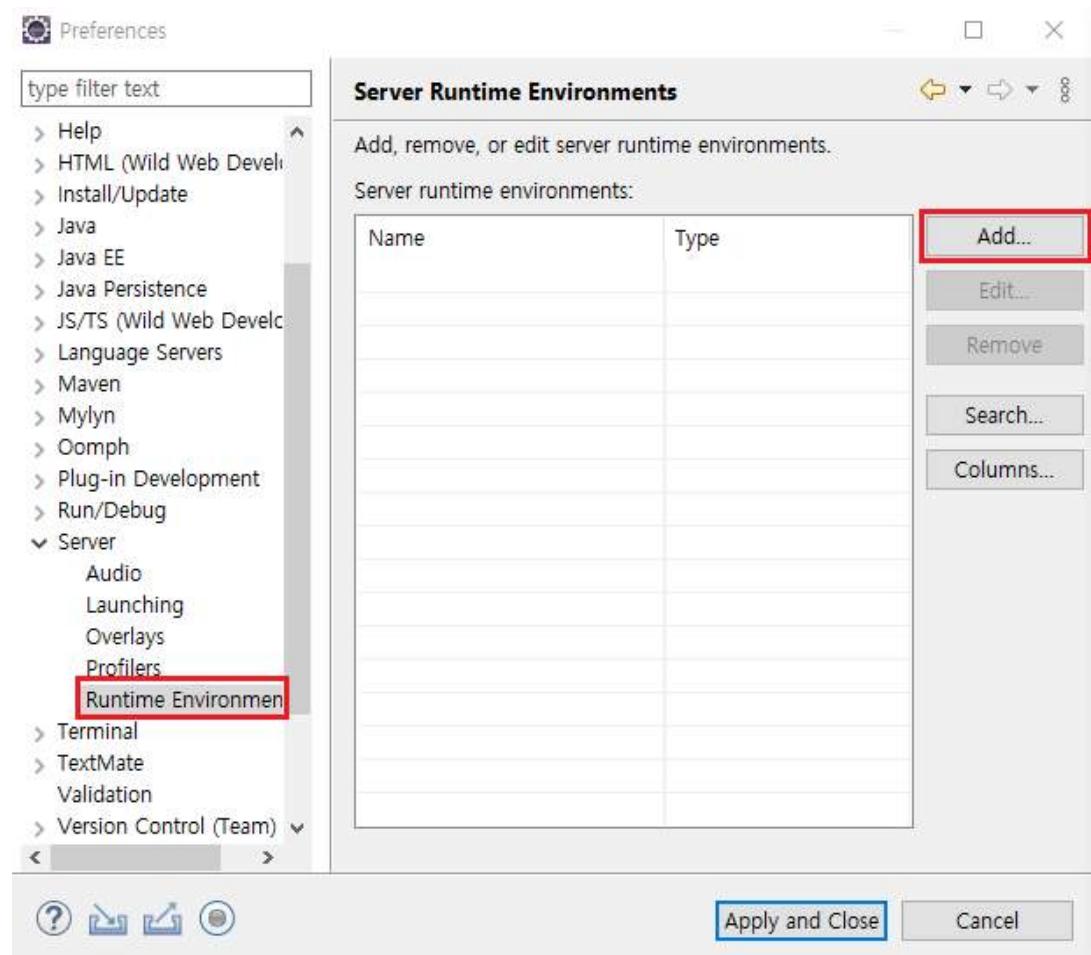 Preferences
type filter text
Help
HTML (Wild Web Develo
Install/Update
Java
Java EE
Java Persistence
JS/TS (Wild Web Develc
Language Servers
Maven
Mylyn
Oomph
Plug-in Development
Run/Debug
Server
Audio
Launching
Overlays
Profilers
Runtime Environmen
Terminal
TextMate
Validation
Version Control (Team)
Server Runtime Environments
Add, remove, or edit server runtime environments.
Server runtime environments:
Name Type
Add...
Edit...
Remove
Search...
Columns...
Apply and Close Cancel